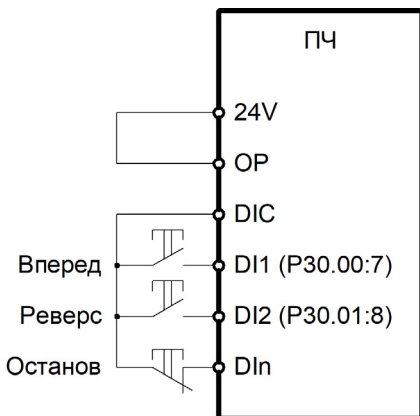 ПЧ
24V
OP
DIC
Вперед DI1 (P30.00:7)
Реверс DI2 (P30.01:8)
Останов DIn